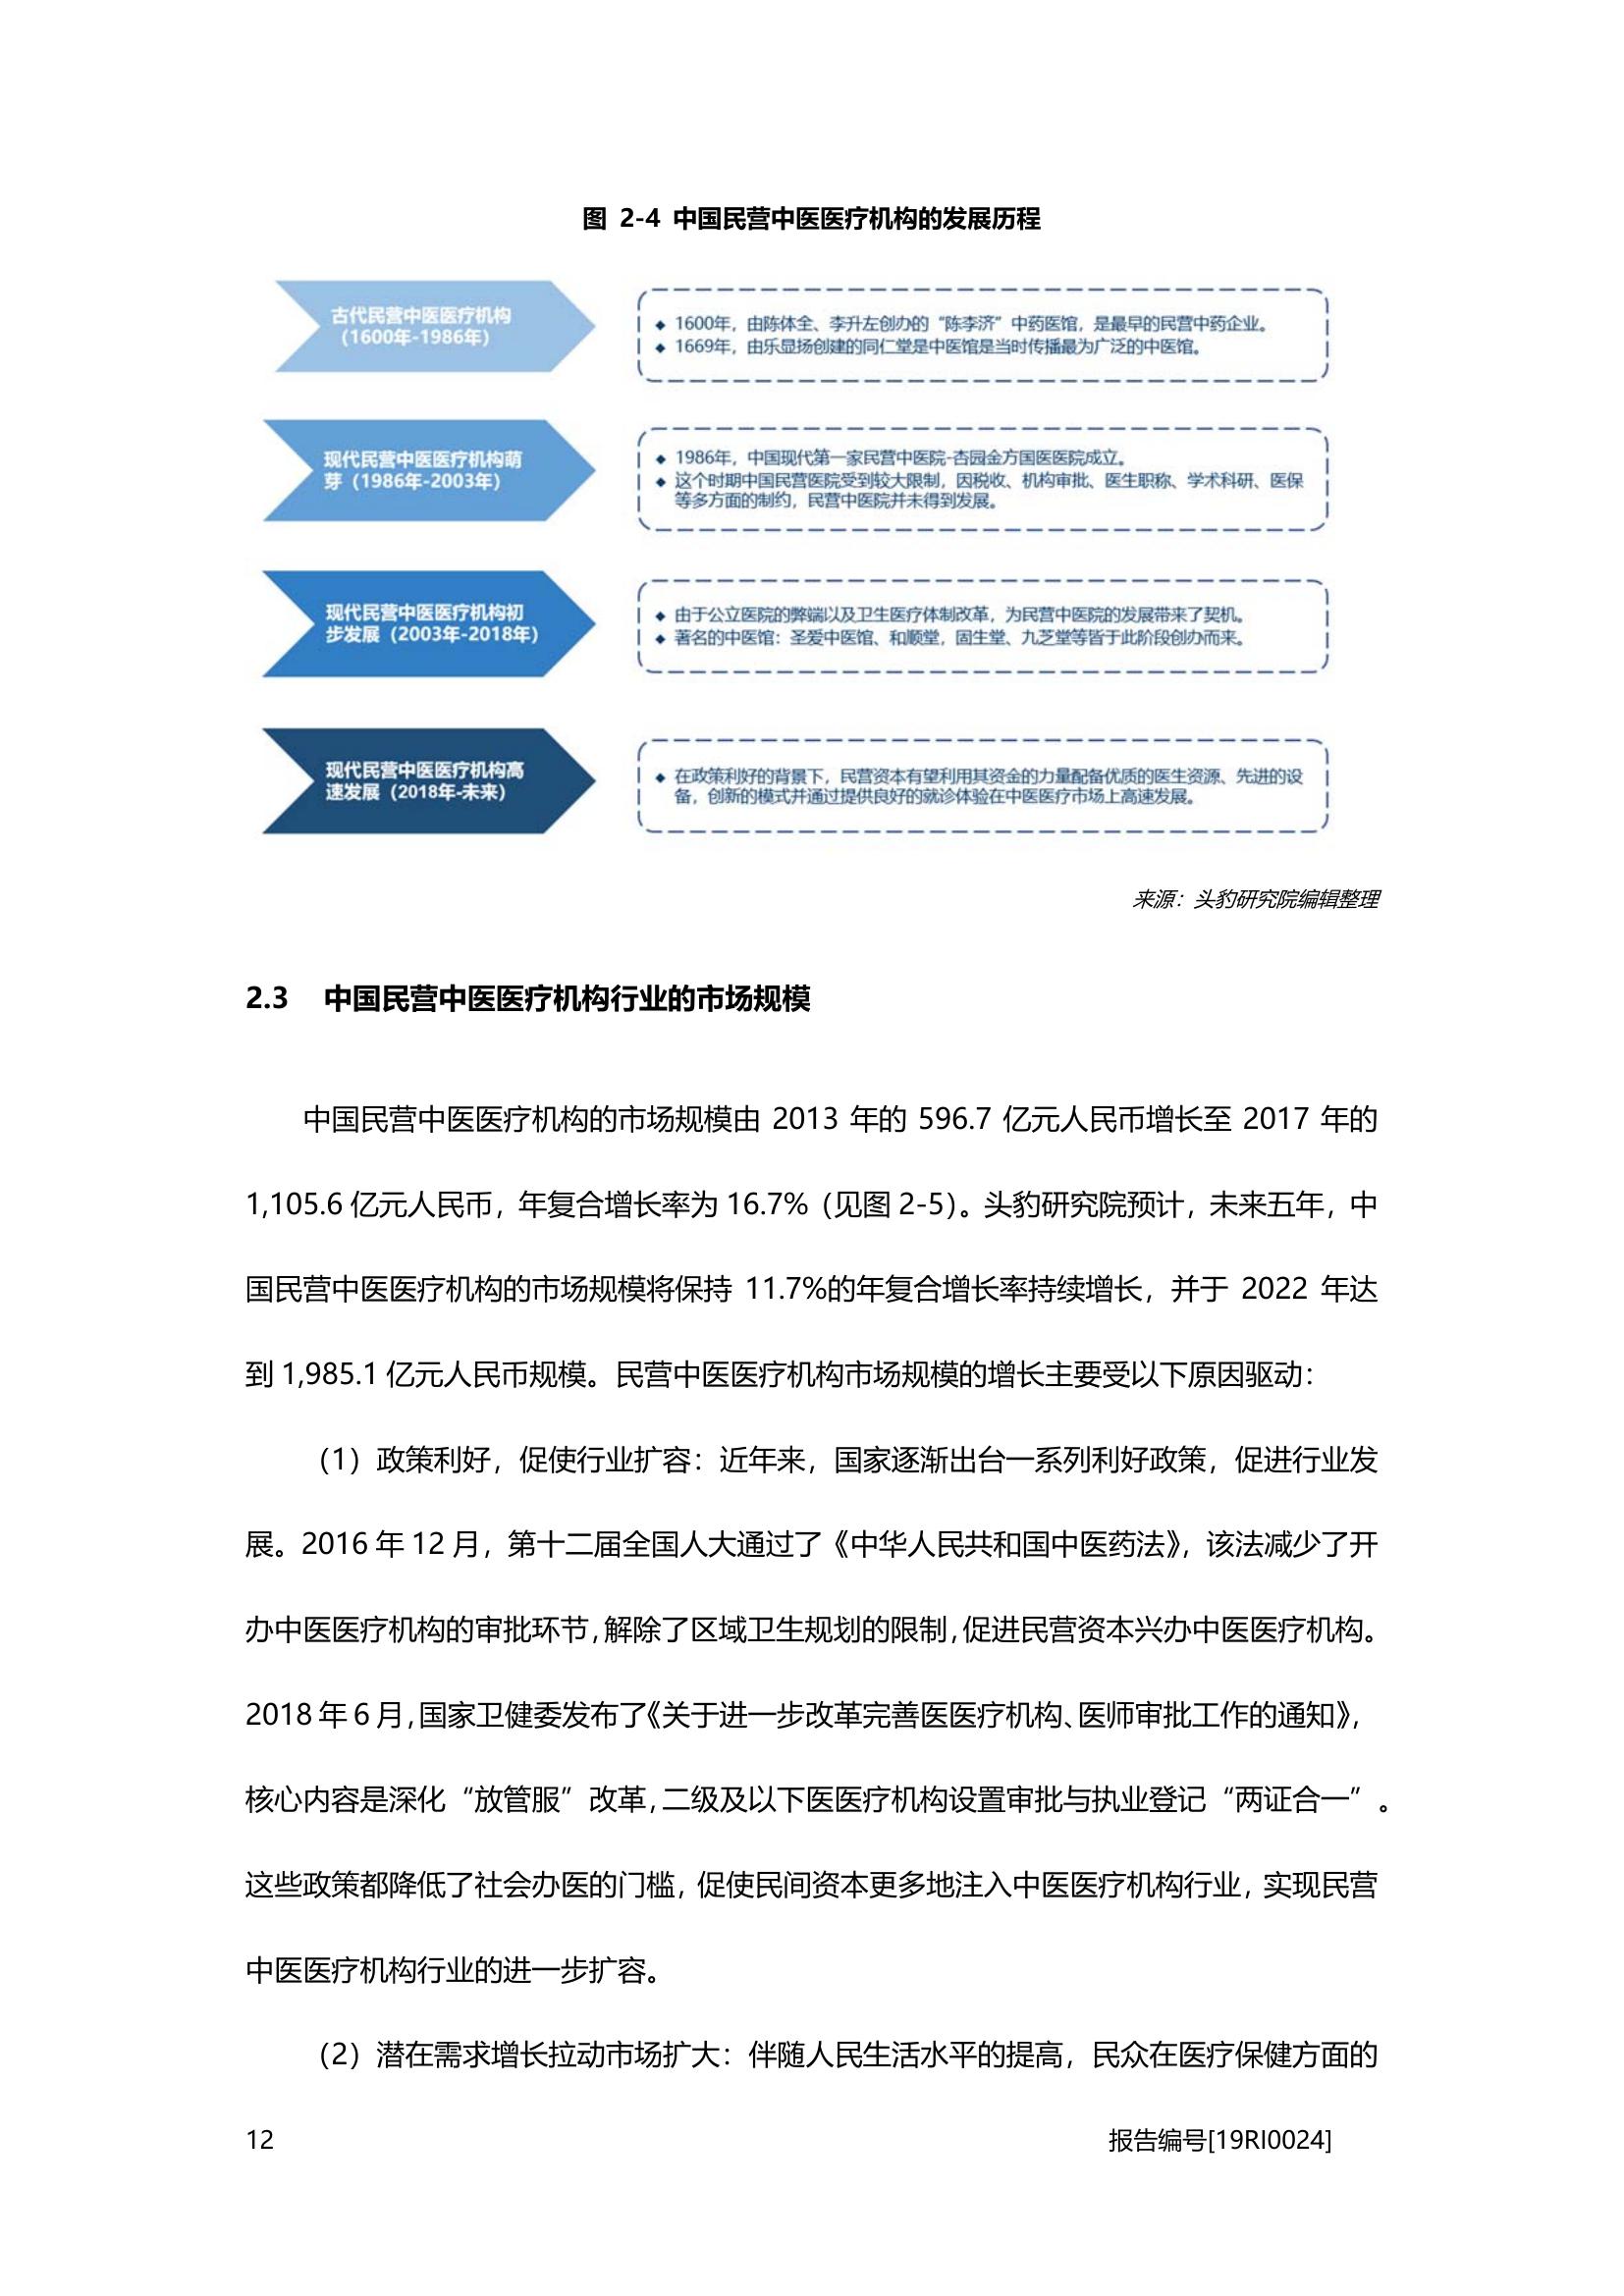 图 2-4 中国民营中医医疗机构的发展历程
古代民营中医医疗机构
（1600年-1986年）
◆ 1600年，由陈体全、李升左创办的“陈李济”中药医馆，是最早的民营中药企业。
◆ 1669年，由乐显扬创建的同仁堂是中医馆是当时传播最为广泛的中医馆。
现代民营中医医疗机构萌
芽（1986年-2003年）
◆ 1986年，中国现代第一家民营中医院-杏园金方国医医院成立。
◆ 这个时期中国民营医院受到较大限制，因税收、机构审批、医生职称、学术科研、医保
等多方面的制约，民营中医院并未得到发展。
现代民营中医医疗机构初
步发展（2003年-2018年）
◆ 由于公立医院的弊端以及卫生医疗体制改革，为民营中医院的发展带来了契机。
◆ 著名的中医馆：圣爱中医馆、和顺堂，固生堂、九芝堂等皆于此阶段创办而来。
现代民营中医医疗机构高
速发展（2018年-未来）
◆ 在政策利好的背景下，民营资本有望利用其资金的力量配备优质的医生资源、先进的设
备，创新的模式并通过提供良好的就诊体验在中医医疗市场上高速发展。
来源：头豹研究院编辑整理
2.3 中国民营中医医疗机构行业的市场规模
中国民营中医医疗机构的市场规模由 2013 年的 596.7 亿元人民币增长至 2017 年的
1,105.6 亿元人民币，年复合增长率为 16.7%（见图 2-5）。头豹研究院预计，未来五年，中
国民营中医医疗机构的市场规模将保持 11.7%的年复合增长率持续增长，并于 2022 年达
到 1,985.1 亿元人民币规模。民营中医医疗机构市场规模的增长主要受以下原因驱动：
（1）政策利好，促使行业扩容：近年来，国家逐渐出台一系列利好政策，促进行业发
展。2016 年 12 月，第十二届全国人大通过了《中华人民共和国中医药法》，该法减少了开
办中医医疗机构的审批环节，解除了区域卫生规划的限制，促进民营资本兴办中医医疗机构。
2018 年 6 月，国家卫健委发布了《关于进一步改革完善医医疗机构、医师审批工作的通知》，
核心内容是深化“放管服”改革，二级及以下医医疗机构设置审批与执业登记“两证合一”。
这些政策都降低了社会办医的门槛，促使民间资本更多地注入中医医疗机构行业，实现民营
中医医疗机构行业的进一步扩容。
（2）潜在需求增长拉动市场扩大：伴随人民生活水平的提高，民众在医疗保健方面的
12 报告编号[19RI0024]